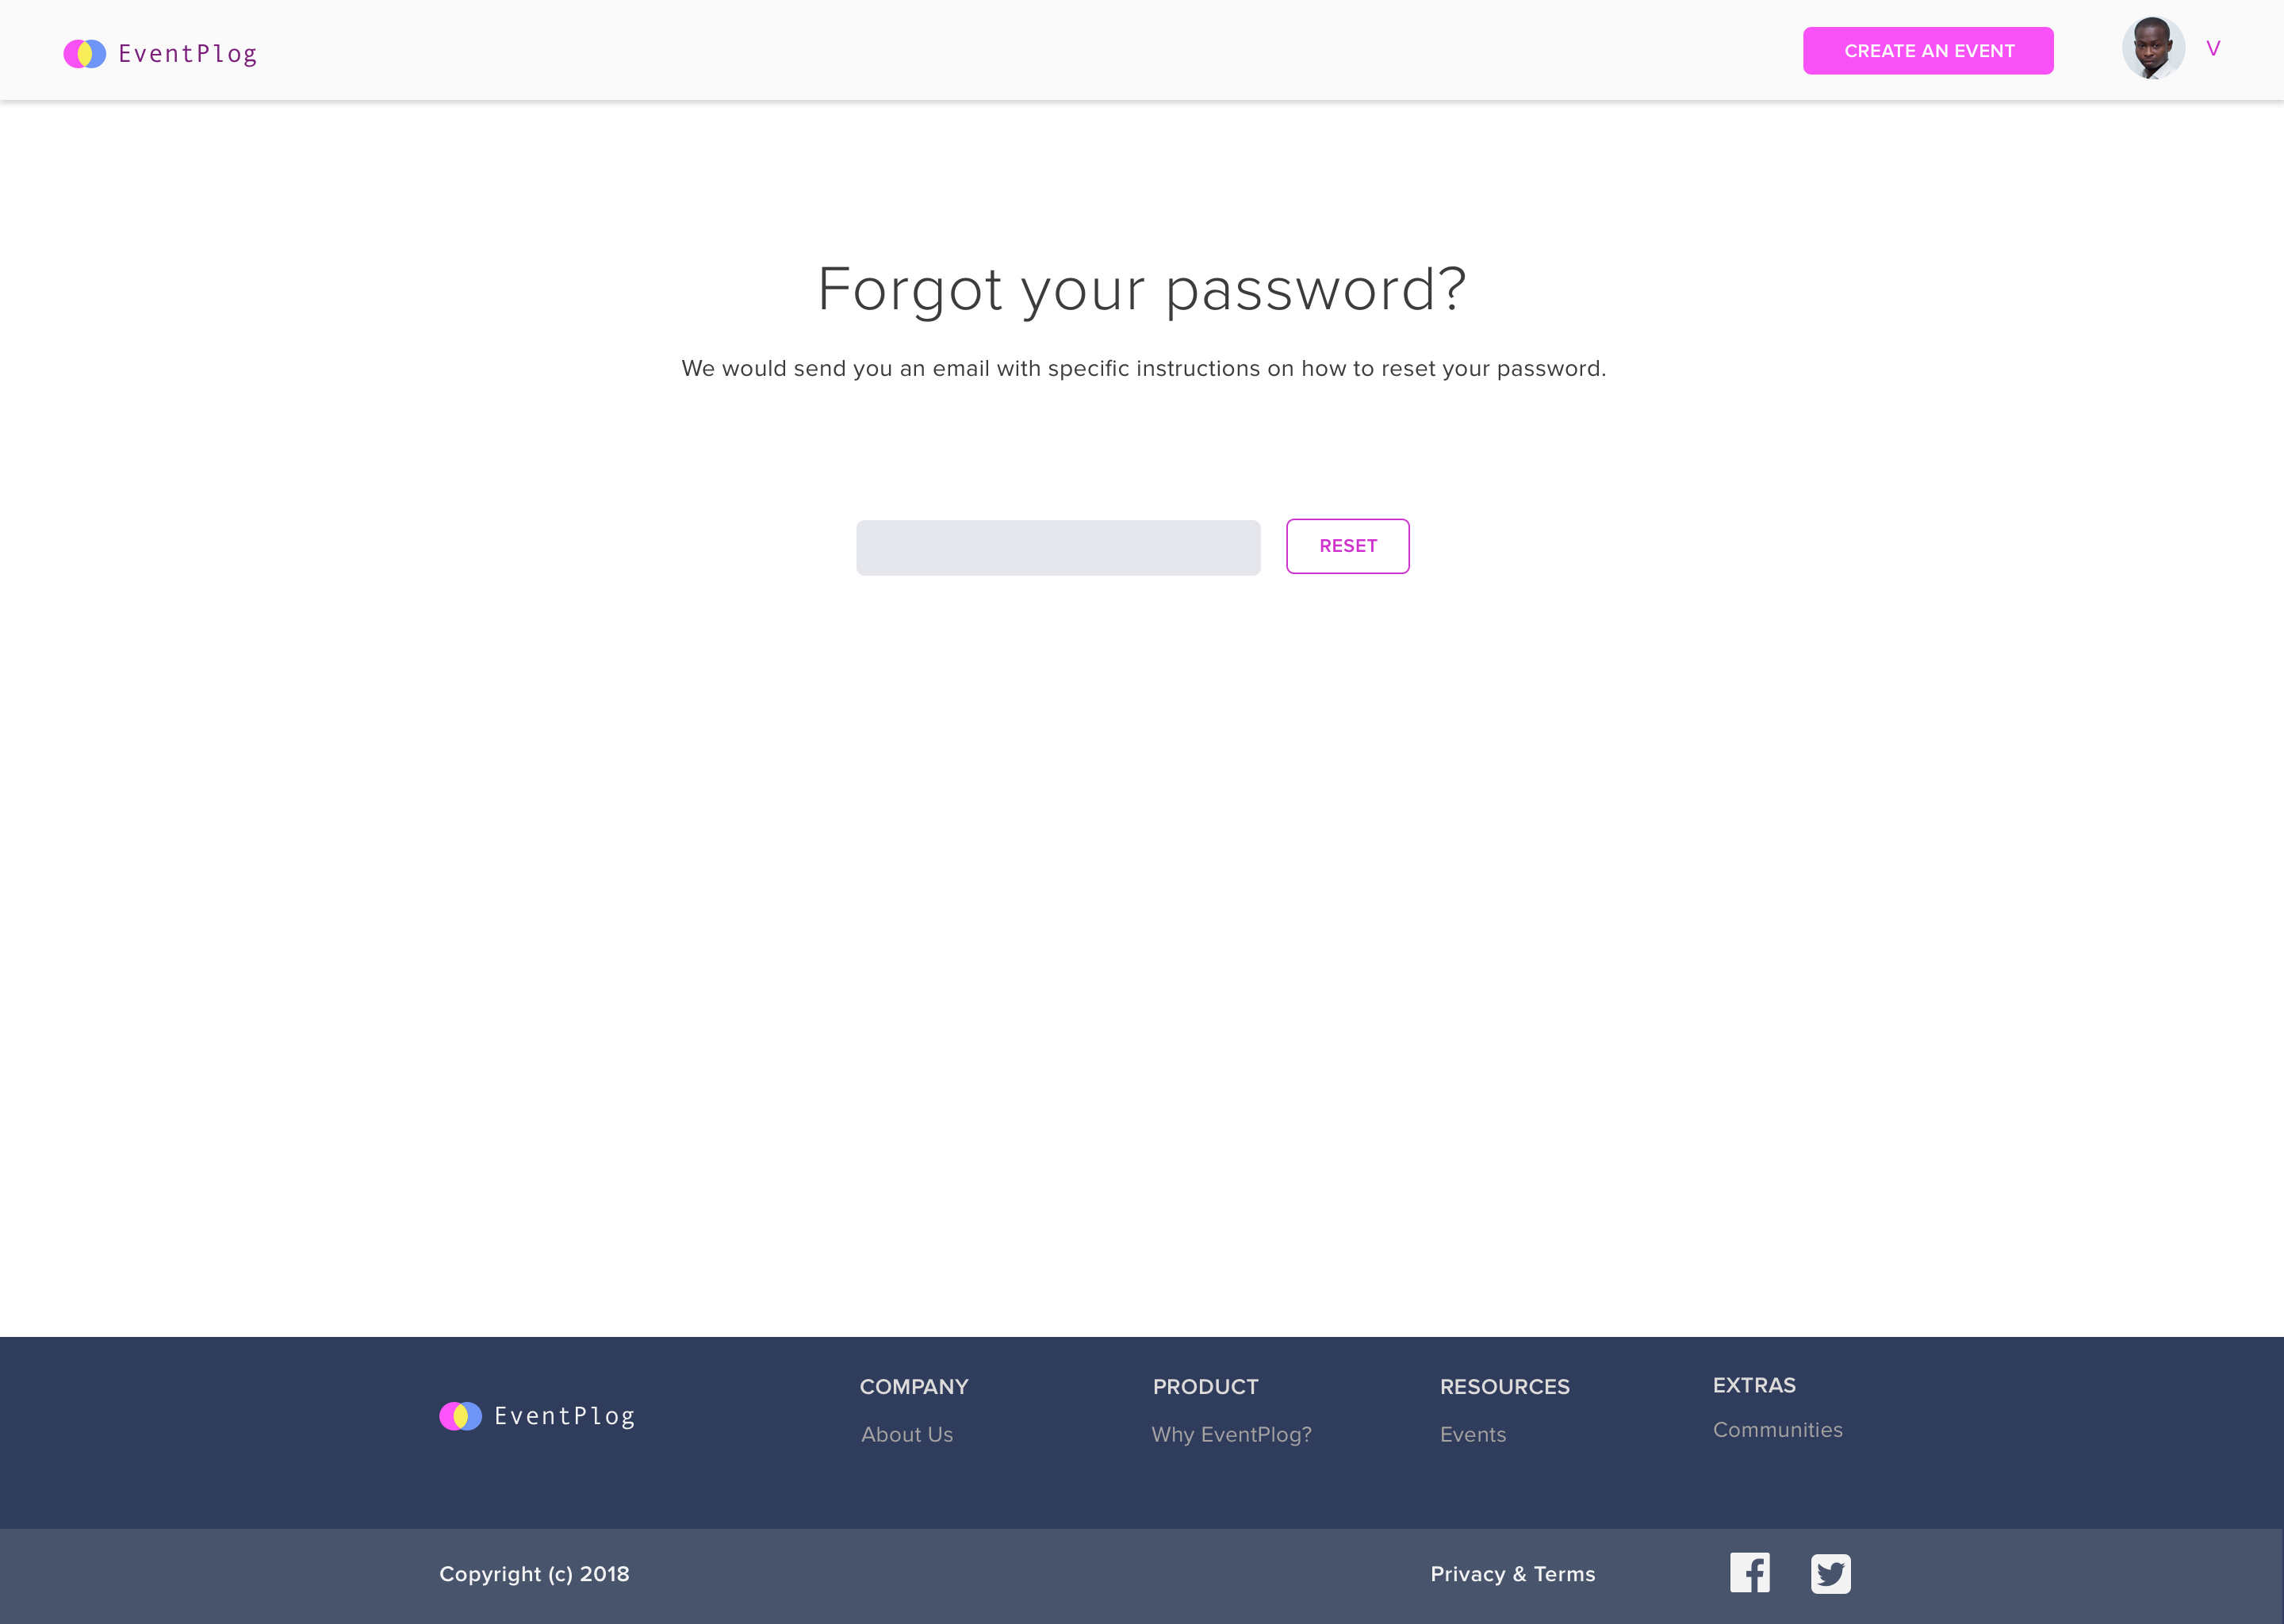 EventPlog
CREATE AN EVENT
V
Forgot your password?
We would send you an email with specific instructions on how to reset your password.
RESET
EventPlog
COMPANY
About Us
PRODUCT
Why EventPlog?
RESOURCES
Events
EXTRAS
Communities
Copyright (c) 2018
Privacy & Terms